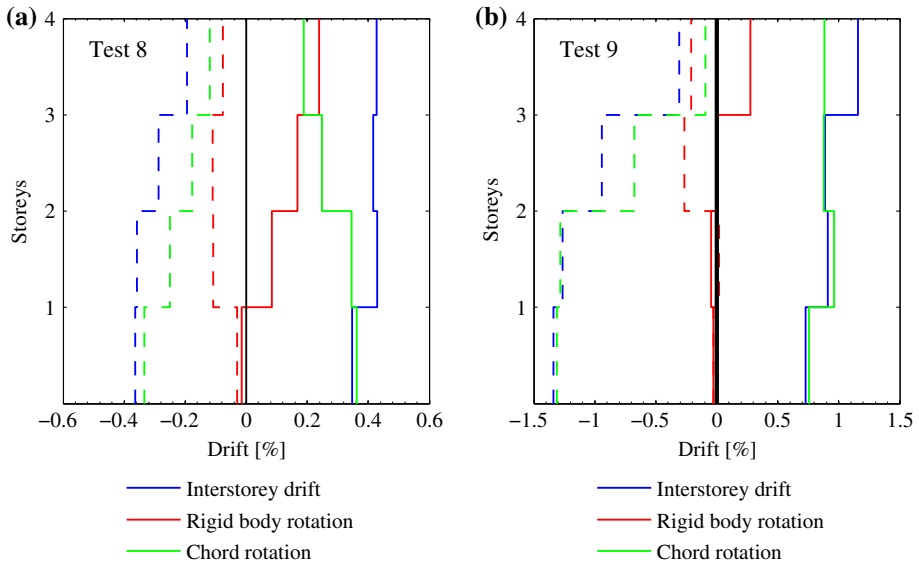 (a)
Test 8
4
3
2
1
Storeys
−0.6 −0.4 −0.2 0 0.2 0.4 0.6
Drift [%]
Interstorey drift
Rigid body rotation
Chord rotation
(b)
Test 9
4
3
2
1
Storeys
−1.5 −1 −0.5 0 0.5 1 1.5
Drift [%]
Interstorey drift
Rigid body rotation
Chord rotation